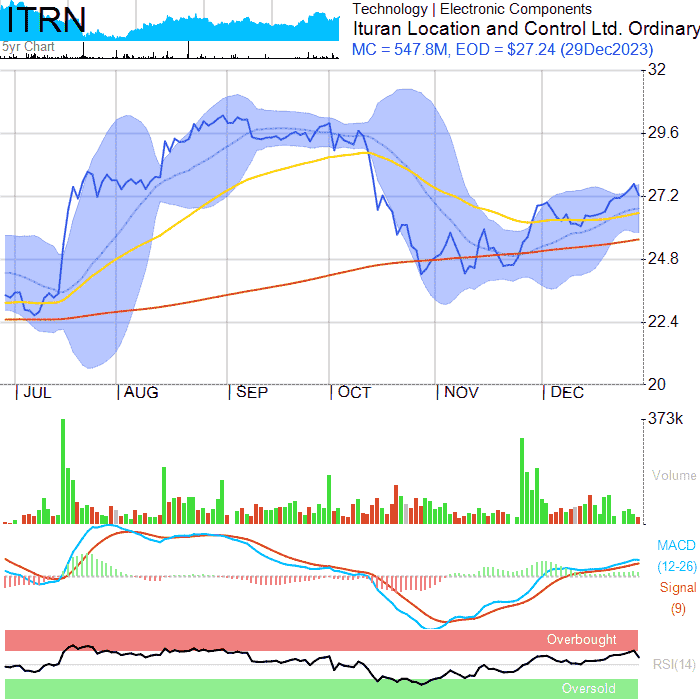 ITRN
5yr Chart
Technology | Electronic Components
Ituran Location and Control Ltd. Ordinary
MC = 547.8M, EOD = $27.24 (29Dec2023)
32
29.6
27.2
24.8
22.4
20
JUL AUG SEP OCT NOV DEC
373k
Volume
MACD
(12-26)
Signal
(9)
Overbought
RSI(14)
Oversold